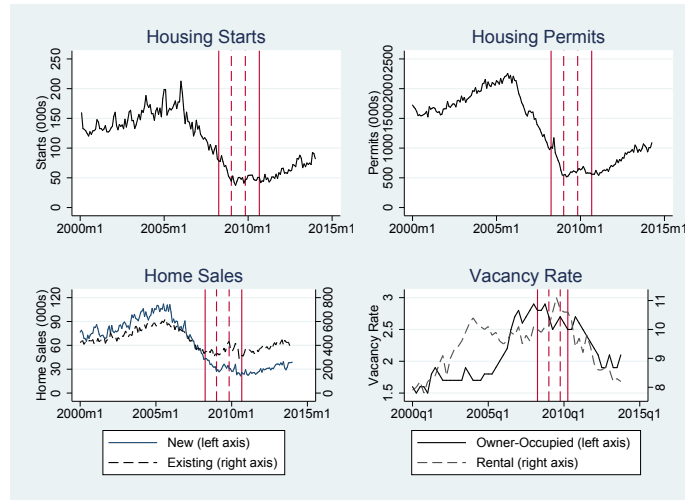 Housing Starts
Starts (000s)
0 50 100 150 200 250
2000m1 2005m1 2010m1 2015m1
Housing Permits
Permits (000s)
0 500 1000 1500 2000 2500
2000m1 2005m1 2010m1 2015m1
Home Sales
Home Sales (000s)
0 30 60 90 120
0 200 400 600 800
2000m1 2005m1 2010m1 2015m1
New (left axis)
Existing (right axis)
Vacancy Rate
Vacancy Rate
1.5 2 2.5 3
8 9 10 11
2000q1 2005q1 2010q1 2015q1
Owner-Occupied (left axis)
Rental (right axis)